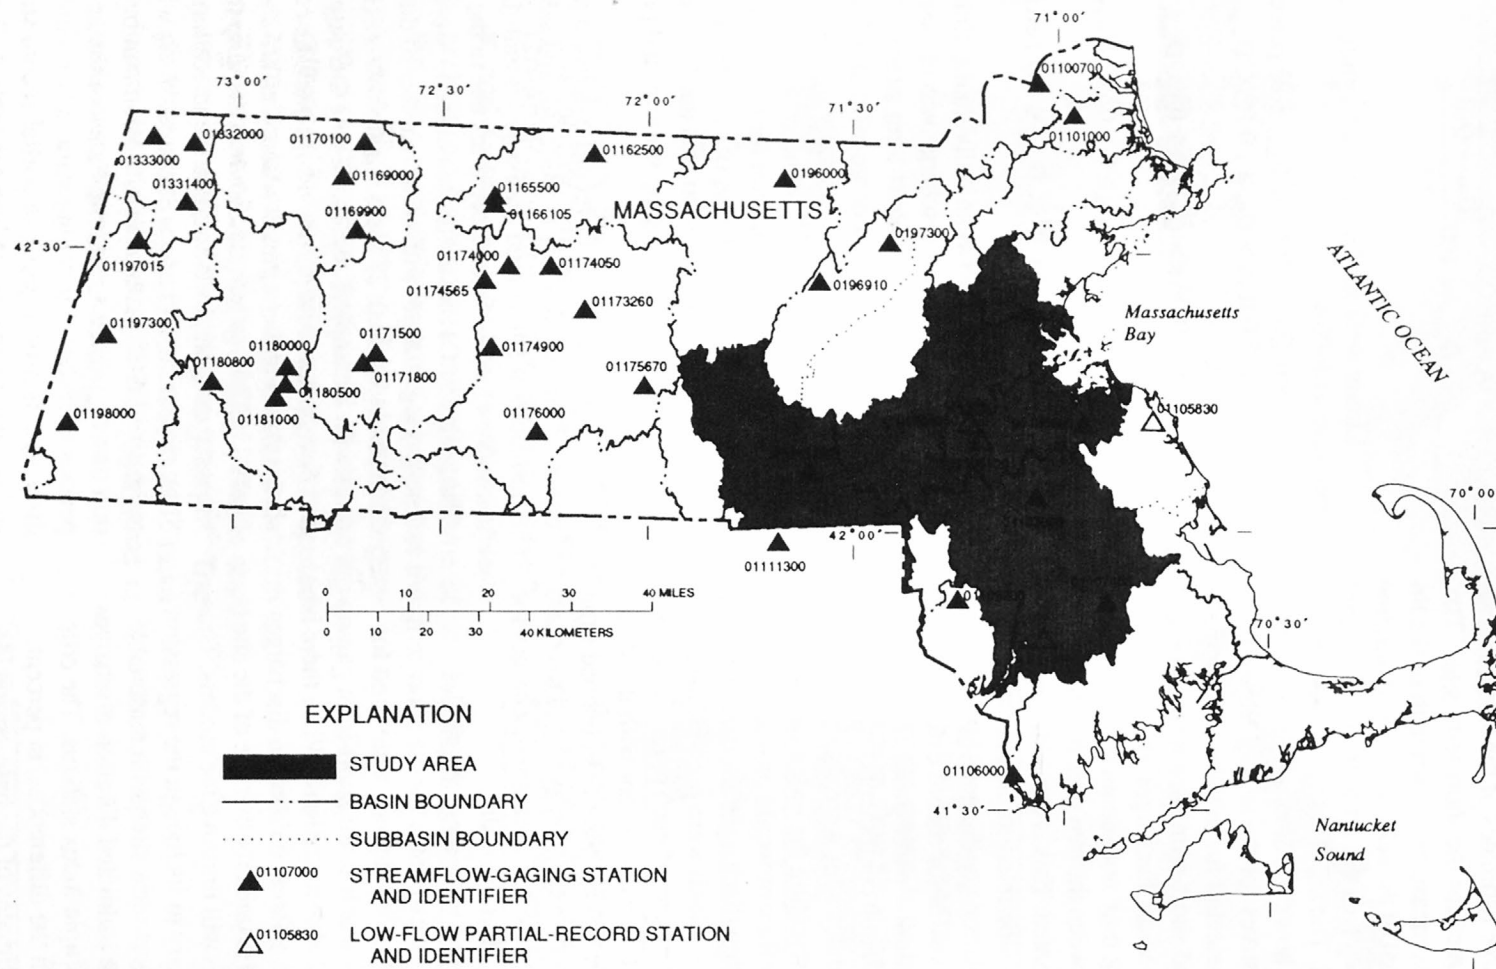 71° 00′
73° 00′
72° 30′
72° 00′
71° 30′
01100700
01101000
01332000
01333000
01170100
01162500
01331400
01169000
01165500
0196000
01166105
MASSACHUSETTS
01169900
42° 30′
0197300
01174000
01174050
01197015
01174565
0196910
01173260
ATLANTIC OCEAN
Massachusetts
Bay
01197300
01171500
01180000
01174900
01180800
01175670
01171800
01180500
01198000
01181000
01176000
01105830
70° 00′
42° 00′
01111300
0 10 20 30 40 MILES
0 10 20 30 40 KILOMETERS
70° 30′
EXPLANATION
STUDY AREA
BASIN BOUNDARY
SUBBASIN BOUNDARY
01107000 STREAMFLOW-GAGING STATION
AND IDENTIFIER
01105830 LOW-FLOW PARTIAL-RECORD STATION
AND IDENTIFIER
01106000
41° 30′
Nantucket
Sound